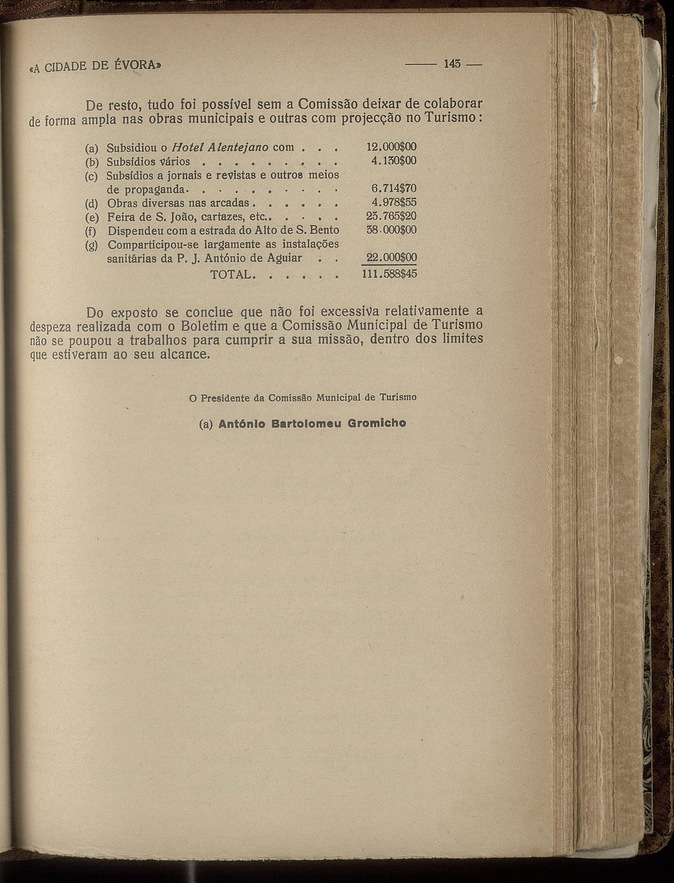 «A CIDADE DE ÉVORA»
—— 143 —
De resto, tudo foi possível sem a Comissão deixar de colaborar
de forma ampla nas obras municipais e outras com projecção no Turismo:
(a) Subsidiou o Hotel Alentejano com . . . 12.000$00
(b) Subsídios vários . . . . . . . . . 4.130$00
(c) Subsídios a jornais e revistas e outros meios
de propaganda. . . . . . . . . . 6.714$70
(d) Obras diversas nas arcadas . . . . . . 4.978$55
(e) Feira de S. João, cartazes, etc. . . . . . 23.765$20
(f) Dispendeu com a estrada do Alto de S. Bento 38.000$00
(g) Comparticipou-se largamente as instalações
sanitárias da P. J. António de Aguiar . . 22.000$00
TOTAL. . . . . . 111.588$45
Do exposto se conclue que não foi excessiva relativamente a
despeza realizada com o Boletim e que a Comissão Municipal de Turismo
não se poupou a trabalhos para cumprir a sua missão, dentro dos limites
que estiveram ao seu alcance.
O Presidente da Comissão Municipal de Turismo
(a) António Bartolomeu Gromicho